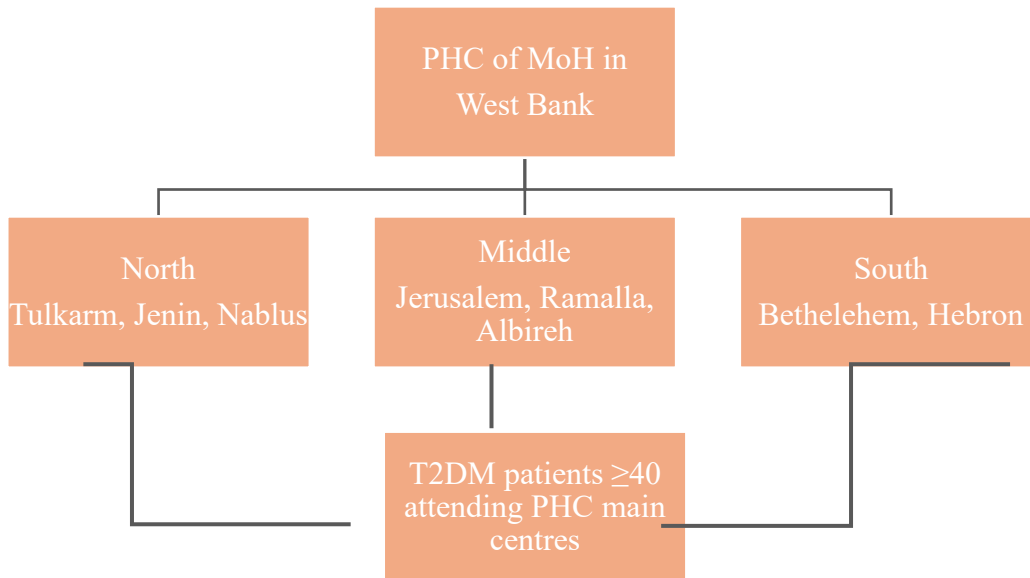 PHC of MoH in
West Bank
North
Tulkarm, Jenin, Nablus
Middle
Jerusalem, Ramalla,
Albireh
South
Bethelehem, Hebron
T2DM patients ≥40
attending PHC main
centres